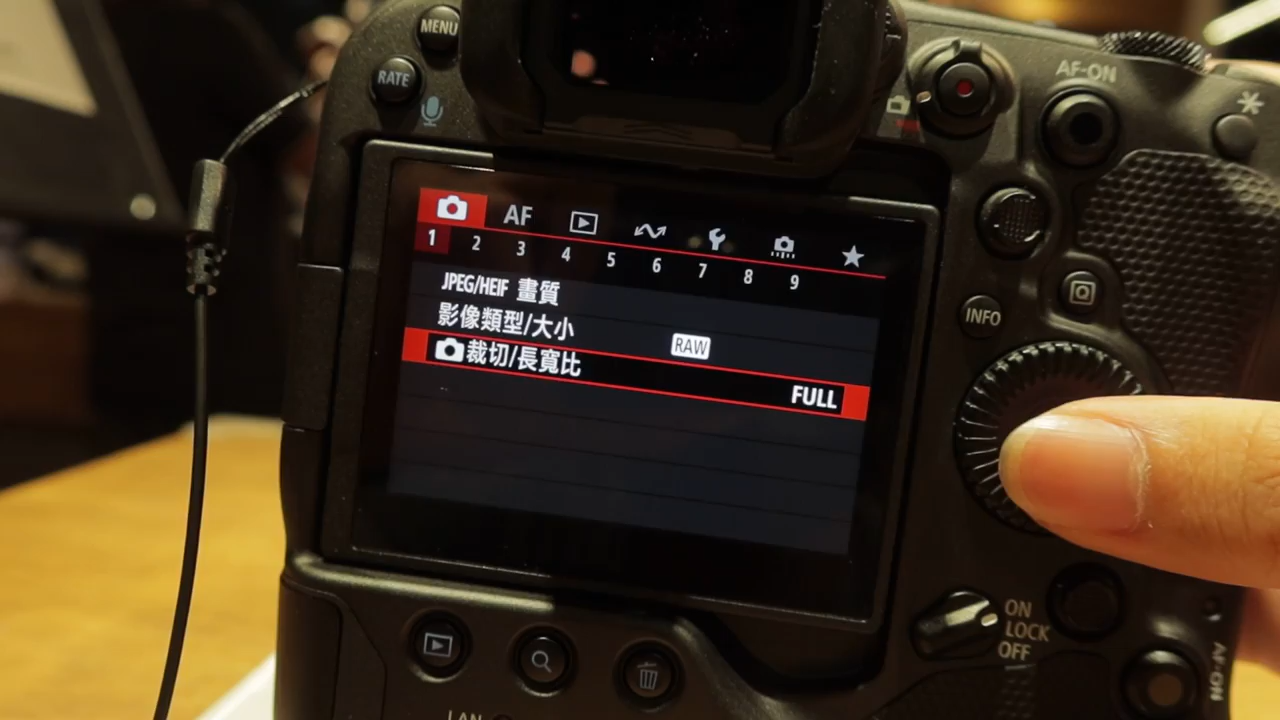 MENU
RATE
AF-ON
AF
1 2 3 4 5 6 7 8 9
JPEG/HEIF 畫質
影像類型/大小 RAW
裁切/長寬比 FULL
INFO
Q
ON
LOCK
OFF
AF-ON
LAN